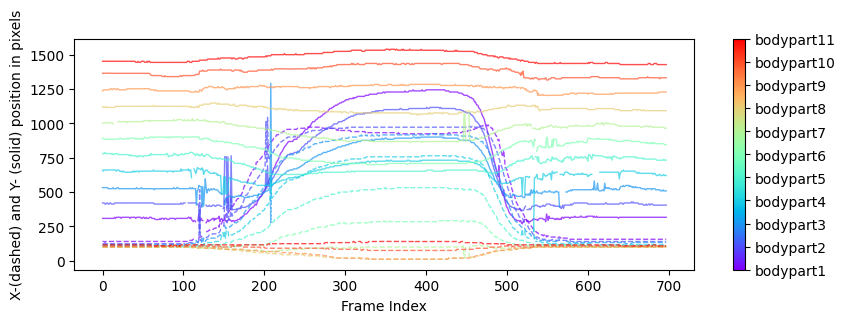 X-(dashed) and Y- (solid) position in pixels
1500
1250
1000
750
500
250
0
0
100
200
300
400
500
600
700
Frame Index
bodypart11
bodypart10
bodypart9
bodypart8
bodypart7
bodypart6
bodypart5
bodypart4
bodypart3
bodypart2
bodypart1